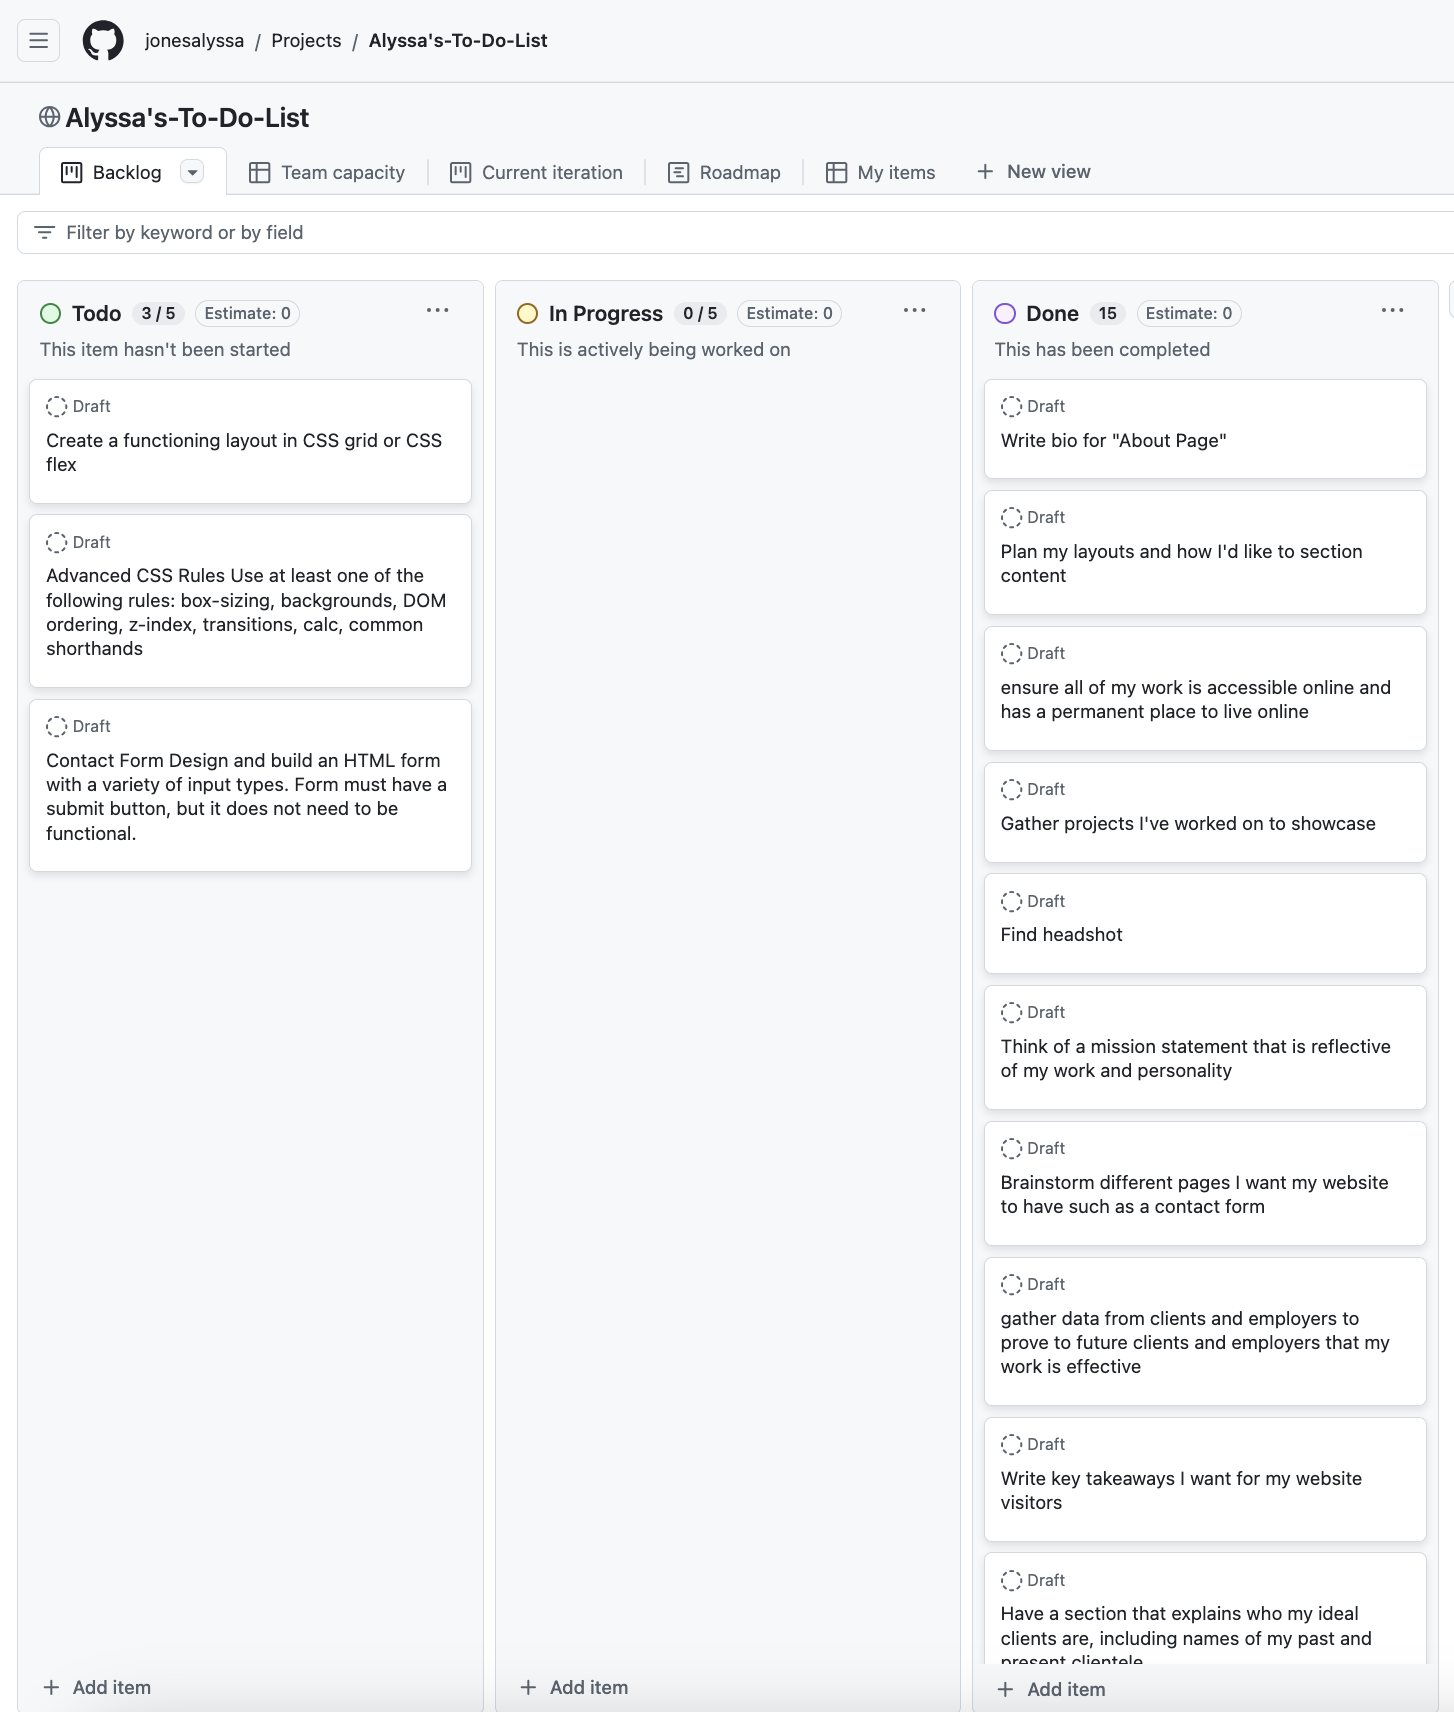 jonesalyssa / Projects / Alyssa's-To-Do-List
Alyssa's-To-Do-List
Backlog
Team capacity
Current iteration
Roadmap
My items
New view
Filter by keyword or by field
Todo 3 / 5 Estimate: 0
This item hasn't been started
Draft
Create a functioning layout in CSS grid or CSS
flex
Draft
Advanced CSS Rules Use at least one of the
following rules: box-sizing, backgrounds, DOM
ordering, z-index, transitions, calc, common
shorthands
Draft
Contact Form Design and build an HTML form
with a variety of input types. Form must have a
submit button, but it does not need to be
functional.
Add item
In Progress 0 / 5 Estimate: 0
This is actively being worked on
Add item
Done 15 Estimate: 0
This has been completed
Draft
Write bio for "About Page"
Draft
Plan my layouts and how I'd like to section
content
Draft
ensure all of my work is accessible online and
has a permanent place to live online
Draft
Gather projects I've worked on to showcase
Draft
Find headshot
Draft
Think of a mission statement that is reflective
of my work and personality
Draft
Brainstorm different pages I want my website
to have such as a contact form
Draft
gather data from clients and employers to
prove to future clients and employers that my
work is effective
Draft
Write key takeaways I want for my website
visitors
Draft
Have a section that explains who my ideal
clients are, including names of my past and
present clientele
Add item